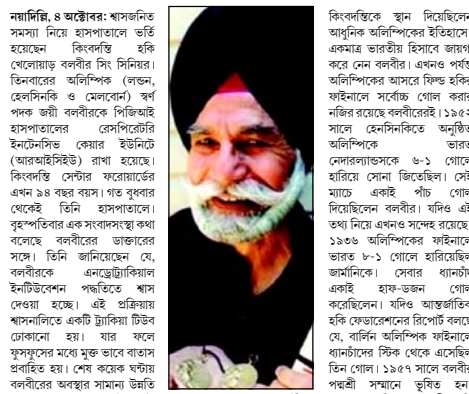 নয়াদিল্লি, ৪ অক্টোবর: শ্বাসজনিত
সমস্যা নিয়ে হাসপাতালে ভর্তি
হয়েছেন কিংবদন্তি হকি
খেলোয়াড় বলবীর সিং সিনিয়র।
তিনবারের অলিম্পিক (লন্ডন,
হেলসিনকি ও মেলবোর্ন) স্বর্ণ
পদক জয়ী বলবীরকে পিজিআই
হাসপাতালের রেসপিরেটরি
ইনটেনসিভ কেয়ার ইউনিটে
(আরআইসিইউ) রাখা হয়েছে।
কিংবদন্তি সেন্টার ফরোয়ার্ডের
এখন ৯৪ বছর বয়স। গত বুধবার
থেকেই তিনি হাসপাতালে।
বৃহস্পতিবার এক সংবাদসংস্থা কথা
বলেছে বলবীরের ডাক্তারের
সঙ্গে। তিনি জানিয়েছেন যে,
বলবীরকে এনড্রোট্র্যাকিয়াল
ইনটিউবেশন পদ্ধতিতে শ্বাস
দেওয়া হচ্ছে। এই প্রক্রিয়ায়
শ্বাসনালিতে একটি ট্র্যাকিয়া টিউব
ঢোকানো হয়। যার ফলে
ফুসফুসের মধ্যে মুক্ত ভাবে বাতাস
প্রবাহিত হয়। শেষ কয়েক ঘন্টায়
বলবীরের অবস্থার সামান্য উন্নতি
কিংবদন্তিকে স্থান দিয়েছিলেন
আধুনিক অলিম্পিকের ইতিহাসে।
একমাত্র ভারতীয় হিসাবে জায়গা
করে নেন বলবীর। এখনও পর্যন্ত
অলিম্পিকের আসরে ফিল্ড হকির
ফাইনালে সর্বোচ্চ গোল করার
নজির রয়েছে বলবীরেরই। ১৯৫২
সালে হেনসিনকিতে অনুষ্ঠিত
অলিম্পিকে ভারত
নেদারল্যান্ডসকে ৬-১ গোলে
হারিয়ে সোনা জিতেছিল। সেই
ম্যাচে একাই পাঁচ গোল
দিয়েছিলেন বলবীর। যদিও এই
তথ্য নিয়ে এখনও সন্দেহ রয়েছে।
১৯৩৬ অলিম্পিকের ফাইনালে
ভারত ৮-১ গোলে হারিয়েছিল
জার্মানিকে। সেবার ধ্যানচাঁদ
একাই হাফ-ডজন গোল
করেছিলেন। যদিও আন্তর্জাতিক
হকি ফেডারেশনের রিপোর্ট বলছে
যে, বার্লিন অলিম্পিক ফাইনালে
ধ্যানচাঁদের স্টিক থেকে এসেছিল
তিন গোল। ১৯৫৭ সালে বলবীর
পদ্মশ্রী সম্মানে ভূষিত হন।